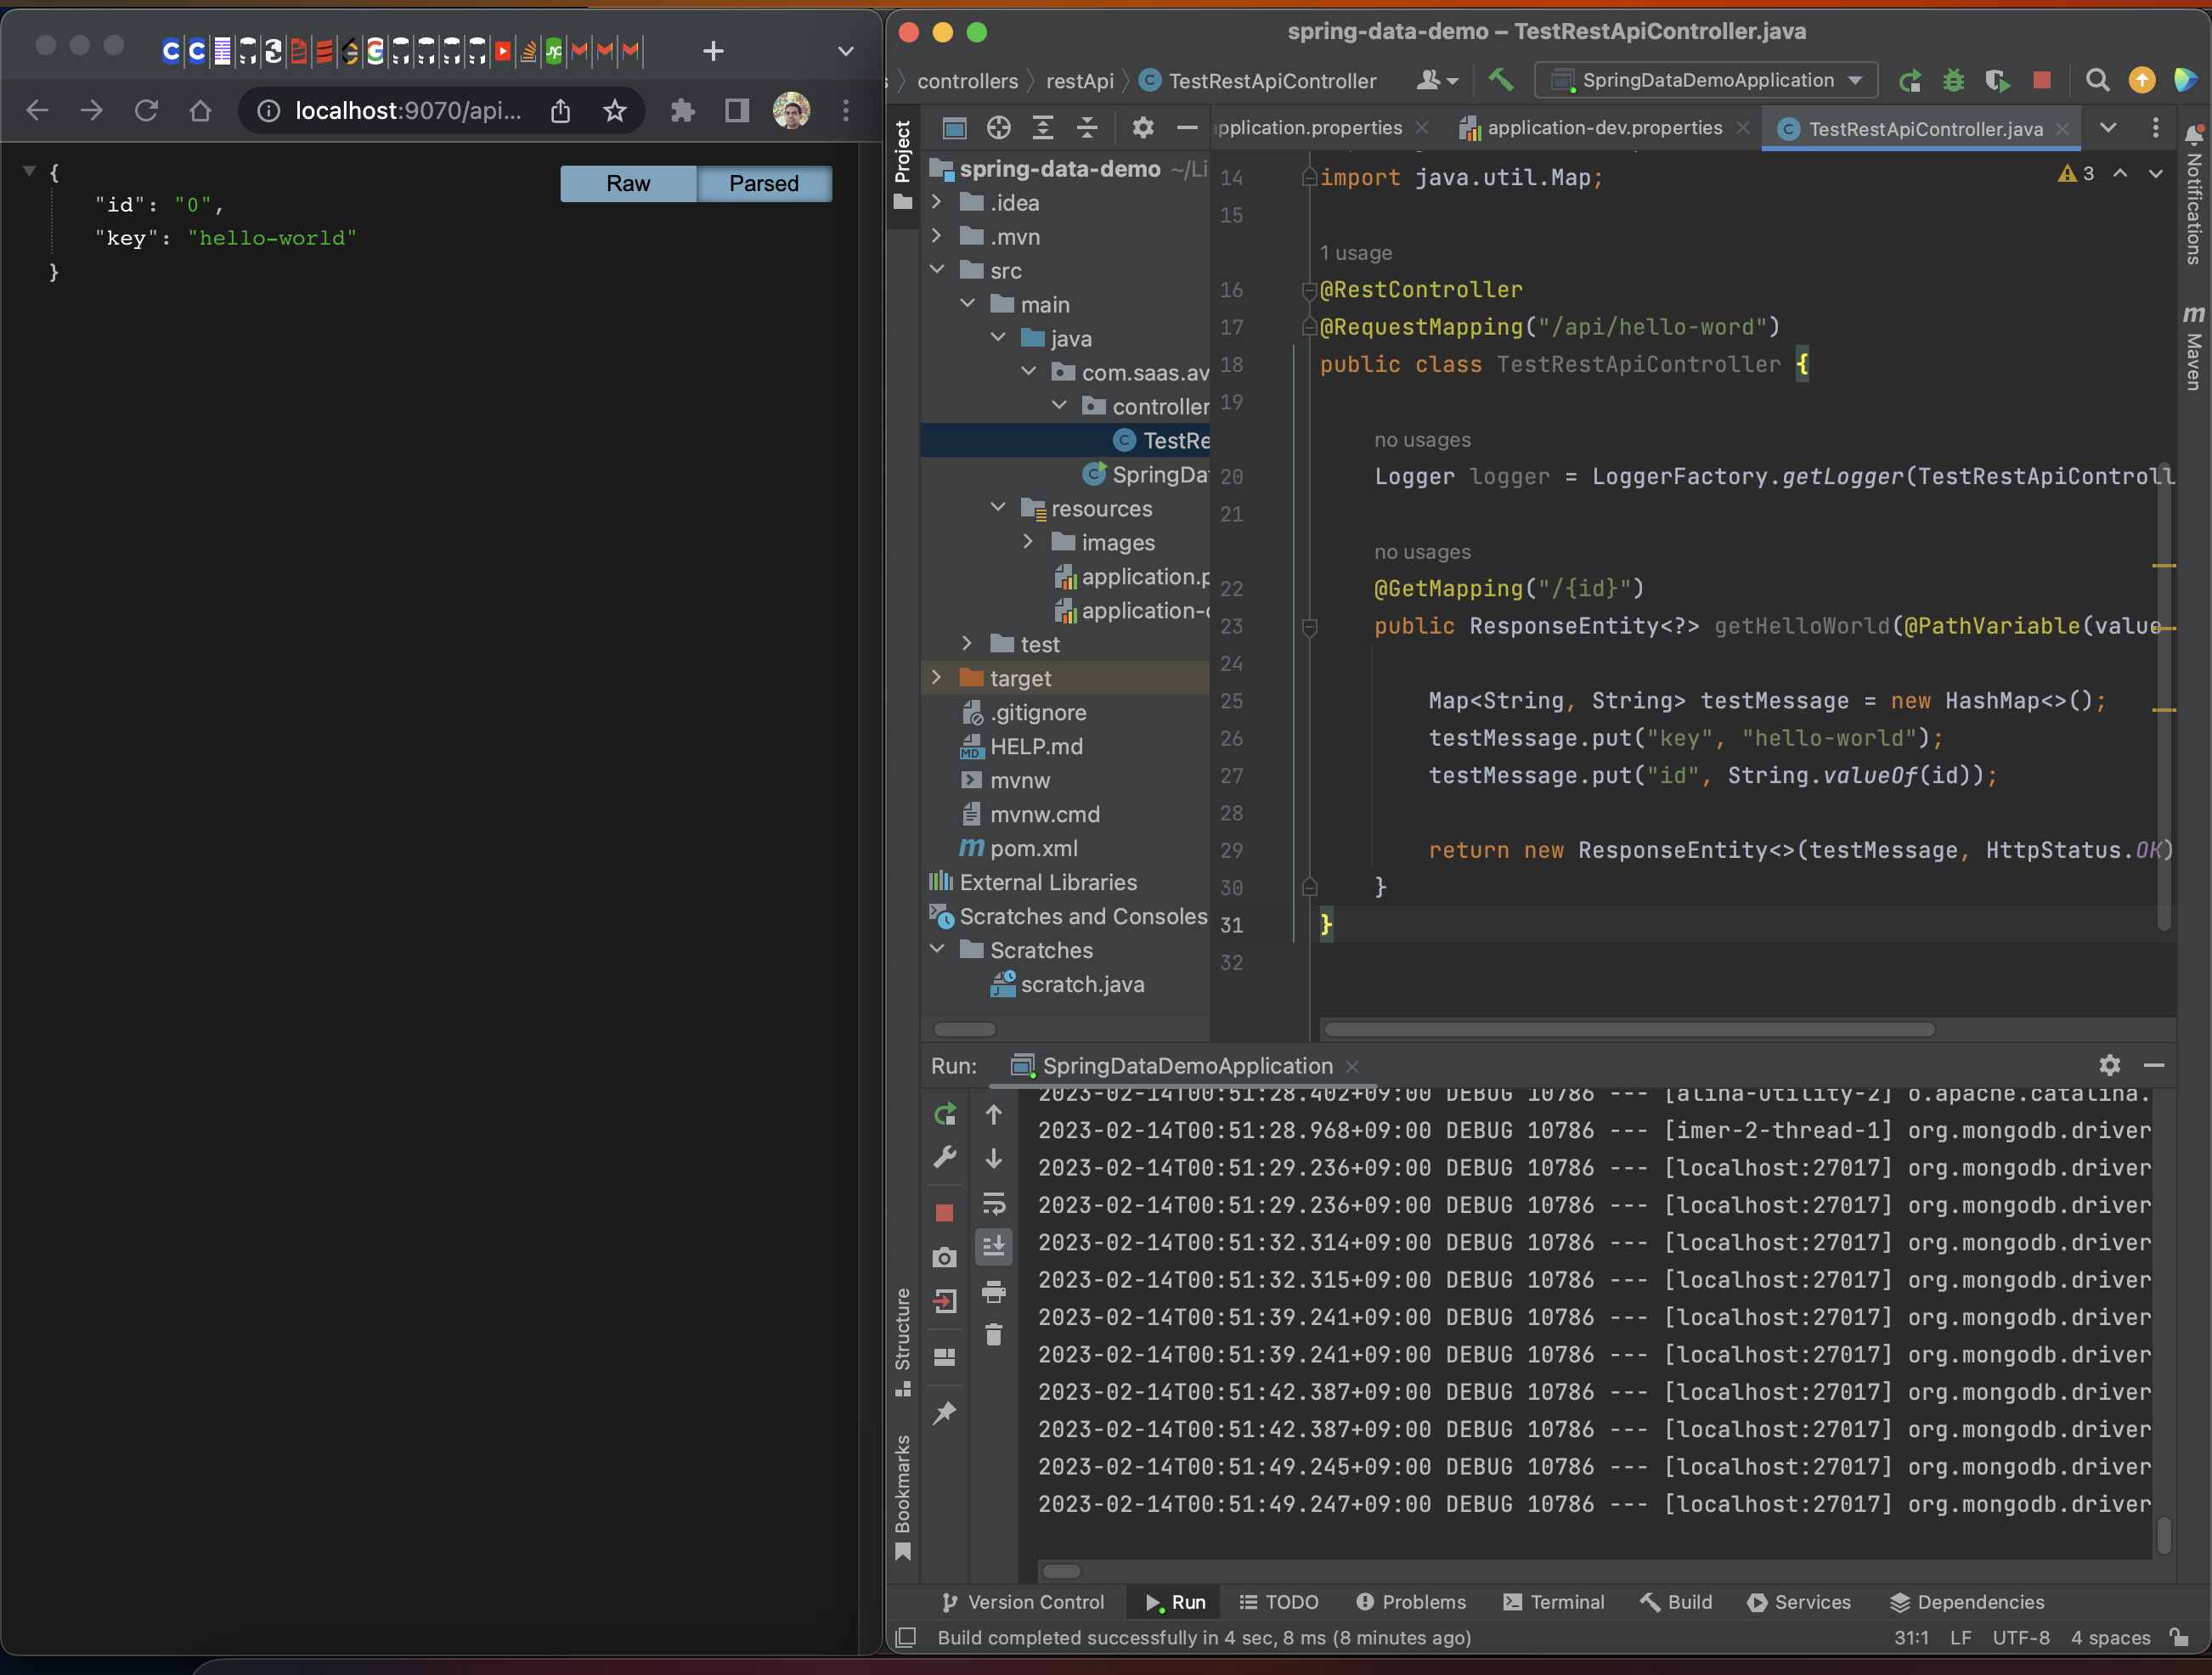 localhost:9070/api...
Raw
Parsed
{
"id": "0",
"key": "hello-world"
}
spring-data-demo – TestRestApiController.java
controllers
restApi
TestRestApiController
SpringDataDemoApplication
application.properties
application-dev.properties
TestRestApiController.java
Project
spring-data-demo ~/Li
.idea
.mvn
src
main
java
com.saas.av
controller
TestRe
SpringDa
resources
images
application.p
application-
test
target
.gitignore
HELP.md
mvnw
mvnw.cmd
pom.xml
External Libraries
Scratches and Consoles
Scratches
scratch.java
3
14 import java.util.Map;
15
1 usage
16 @RestController
17 @RequestMapping("/api/hello-word")
18 public class TestRestApiController {
19
no usages
20 Logger logger = LoggerFactory.getLogger(TestRestApiControll
21
no usages
22 @GetMapping("/{id}")
23 public ResponseEntity<?> getHelloWorld(@PathVariable(value
24
25 Map<String, String> testMessage = new HashMap<>();
26 testMessage.put("key", "hello-world");
27 testMessage.put("id", String.valueOf(id));
28
29 return new ResponseEntity<>(testMessage, HttpStatus.OK)
30 }
31 }
32
Notifications
Maven
Structure
Bookmarks
Run:
SpringDataDemoApplication
2023-02-14T00:51:28.402+09:00 DEBUG 10786 --- [alina-utility-2] o.apache.catalina.
2023-02-14T00:51:28.968+09:00 DEBUG 10786 --- [imer-2-thread-1] org.mongodb.driver
2023-02-14T00:51:29.236+09:00 DEBUG 10786 --- [localhost:27017] org.mongodb.driver
2023-02-14T00:51:29.236+09:00 DEBUG 10786 --- [localhost:27017] org.mongodb.driver
2023-02-14T00:51:32.314+09:00 DEBUG 10786 --- [localhost:27017] org.mongodb.driver
2023-02-14T00:51:32.315+09:00 DEBUG 10786 --- [localhost:27017] org.mongodb.driver
2023-02-14T00:51:39.241+09:00 DEBUG 10786 --- [localhost:27017] org.mongodb.driver
2023-02-14T00:51:39.241+09:00 DEBUG 10786 --- [localhost:27017] org.mongodb.driver
2023-02-14T00:51:42.387+09:00 DEBUG 10786 --- [localhost:27017] org.mongodb.driver
2023-02-14T00:51:42.387+09:00 DEBUG 10786 --- [localhost:27017] org.mongodb.driver
2023-02-14T00:51:49.245+09:00 DEBUG 10786 --- [localhost:27017] org.mongodb.driver
2023-02-14T00:51:49.247+09:00 DEBUG 10786 --- [localhost:27017] org.mongodb.driver
Version Control
Run
TODO
Problems
Terminal
Build
Services
Dependencies
Build completed successfully in 4 sec, 8 ms (8 minutes ago)
31:1 LF UTF-8 4 spaces